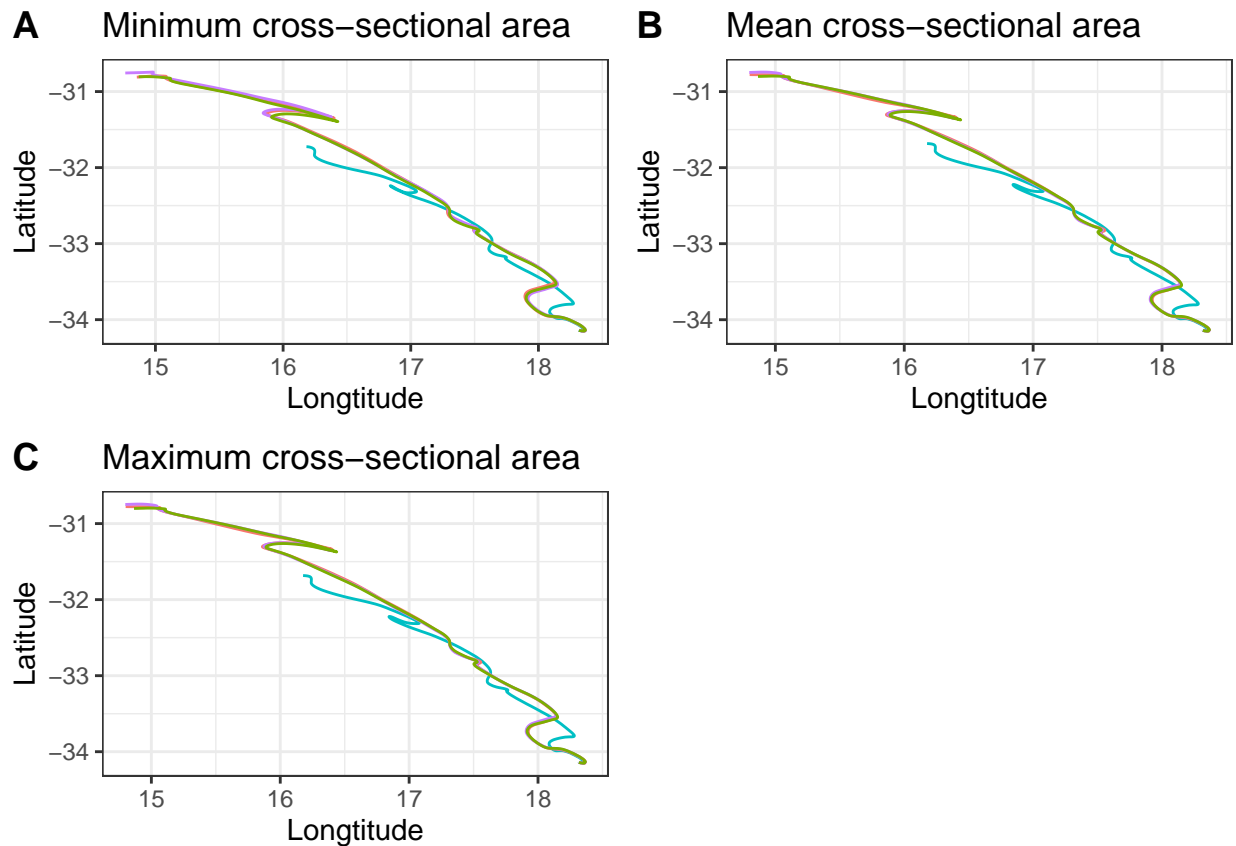 A Minimum cross−sectional area
−31
−32
−33
−34
Latitude
15 16 17 18
Longtitude
B Mean cross−sectional area
−31
−32
−33
−34
Latitude
15 16 17 18
Longtitude
C Maximum cross−sectional area
−31
−32
−33
−34
Latitude
15 16 17 18
Longtitude